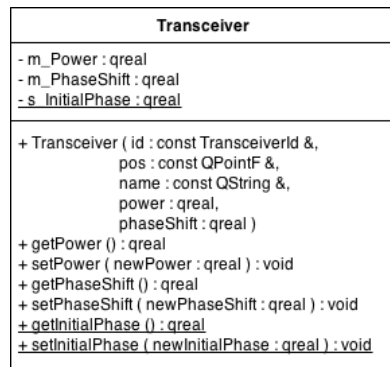 Transceiver
- m_Power : qreal
- m_PhaseShift : qreal
- s_InitialPhase : qreal
+ Transceiver ( id : const TransceiverId &,
pos : const QPointF &,
name : const QString &,
power : qreal,
phaseShift : qreal )
+ getPower () : qreal
+ setPower ( newPower : qreal ) : void
+ getPhaseShift () : qreal
+ setPhaseShift ( newPhaseShift : qreal ) : void
+ getInitialPhase () : qreal
+ setInitialPhase ( newInitialPhase : qreal ) : void